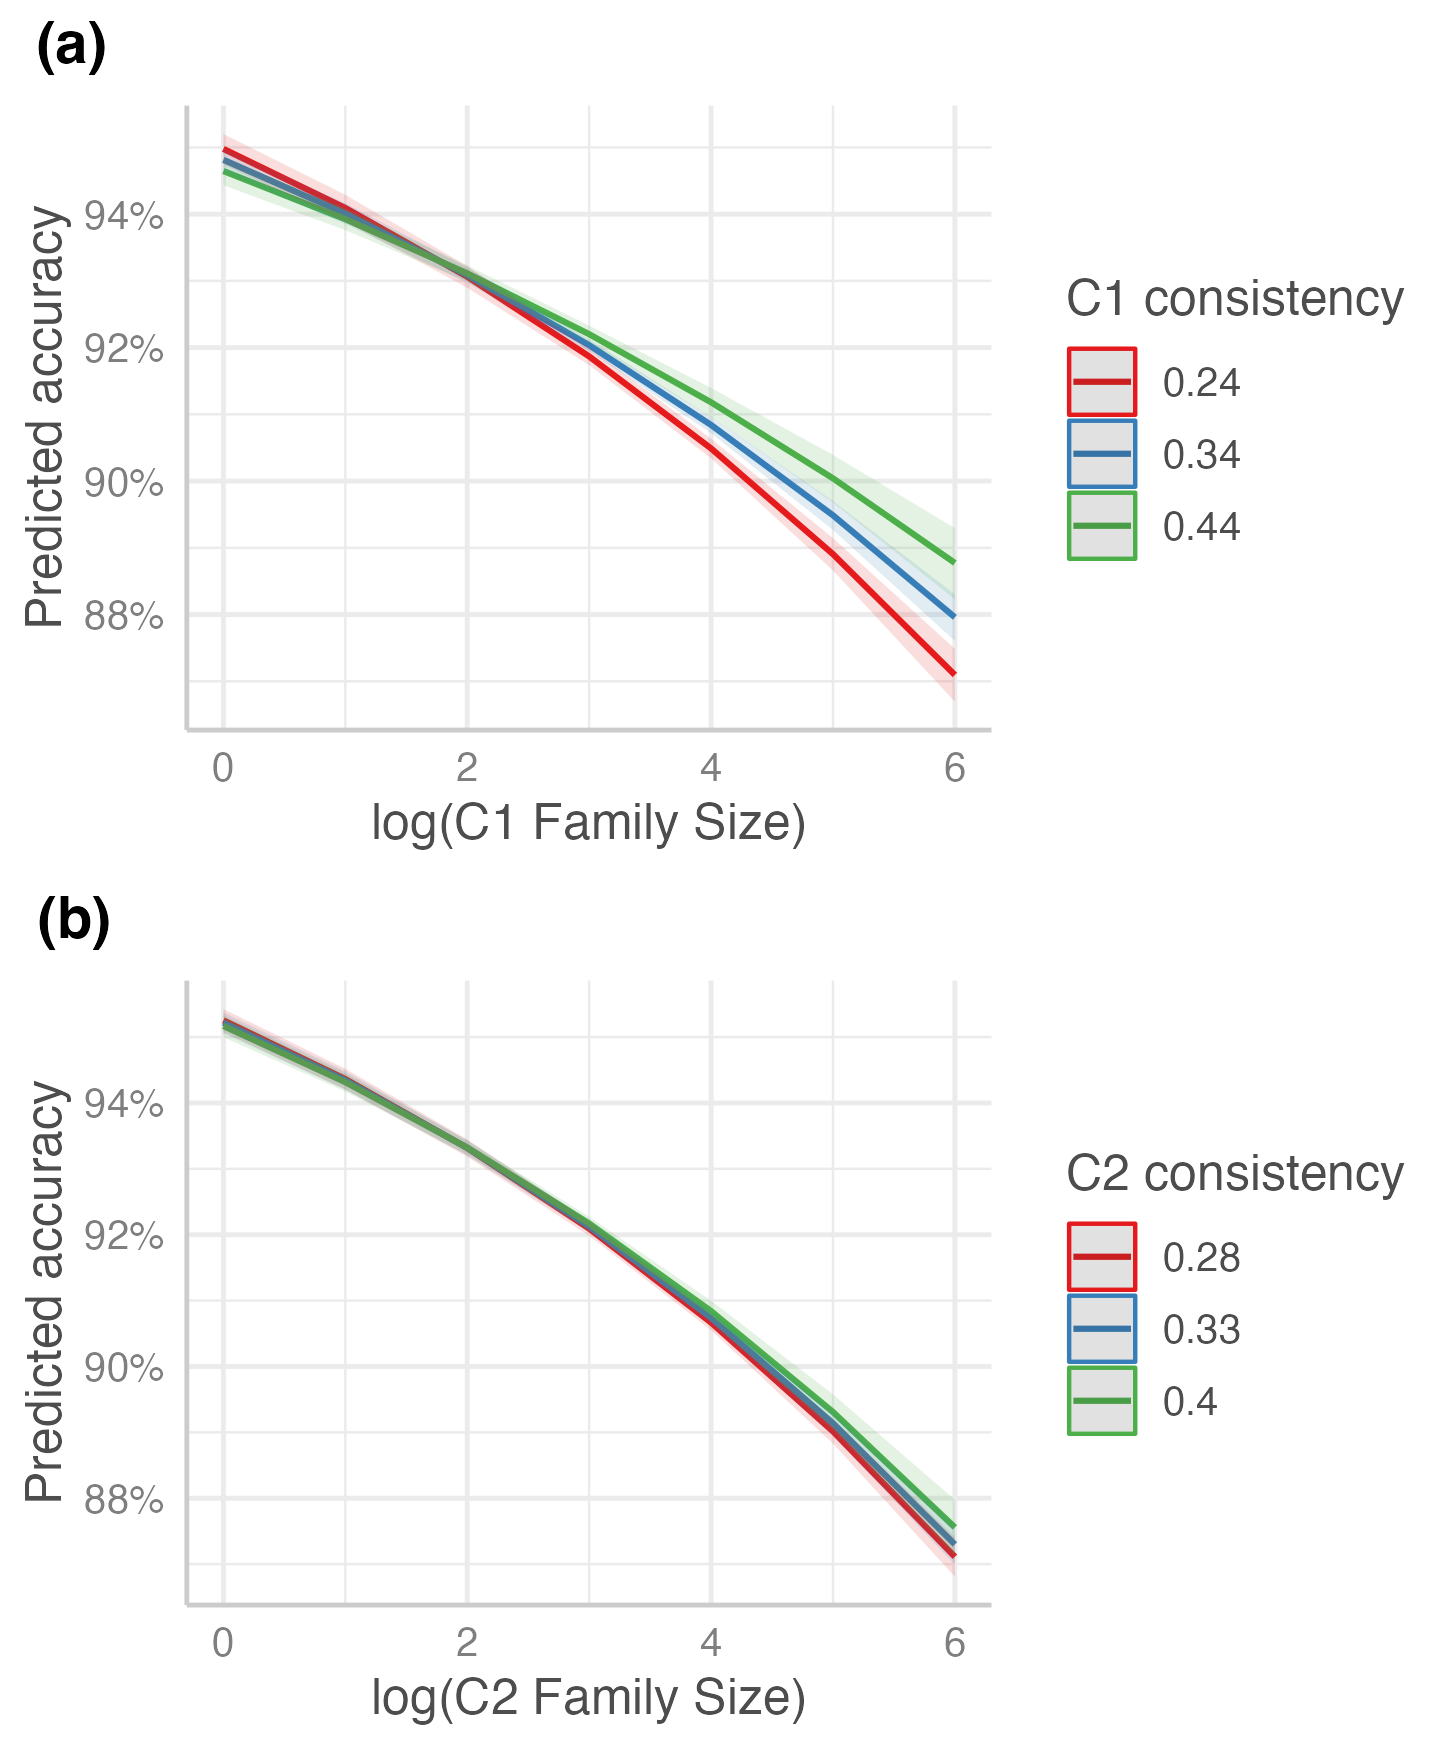 (a)
Predicted accuracy
94%
92%
90%
88%
0 2 4 6
log(C1 Family Size)
C1 consistency
0.24
0.34
0.44
(b)
Predicted accuracy
94%
92%
90%
88%
0 2 4 6
log(C2 Family Size)
C2 consistency
0.28
0.33
0.4